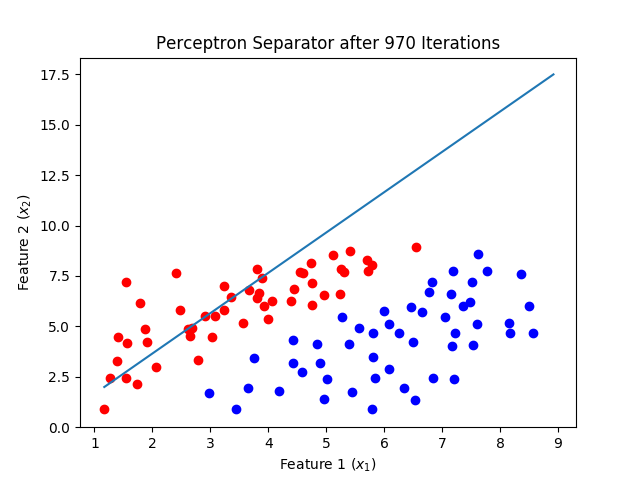 Perceptron Separator after 970 Iterations
17.5
15.0
12.5
10.0
7.5
5.0
2.5
0.0
Feature 2 (x₂)
1 2 3 4 5 6 7 8 9
Feature 1 (x₁)